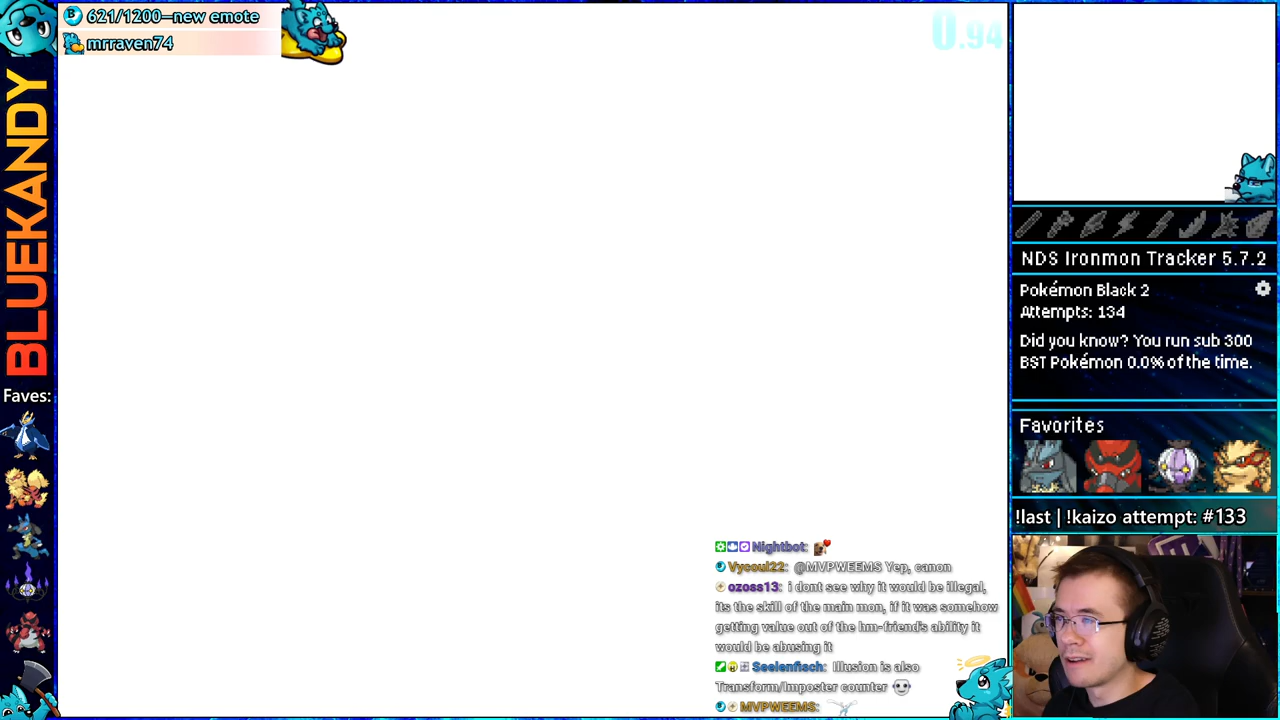 621/1200—new emote
mrraven74
0.94
BLUEKANDY
Faves:
NDS Ironmon Tracker 5.7.2
Pokémon Black 2
Attempts: 134
Did you know? You run sub 300
BST Pokémon 0.0% of the time.
Favorites
!last | !kaizo attempt: #133
Nightbot:
Vycoul22: @MVPWEEMS Yep, canon
ozoss13: i dont see why it would be illegal,
its the skill of the main mon, if it was somehow
getting value out of the hm-friend's ability it
would be abusing it
Seelenfisch: Illusion is also
Transform/Imposter counter
MVPWEEMS: